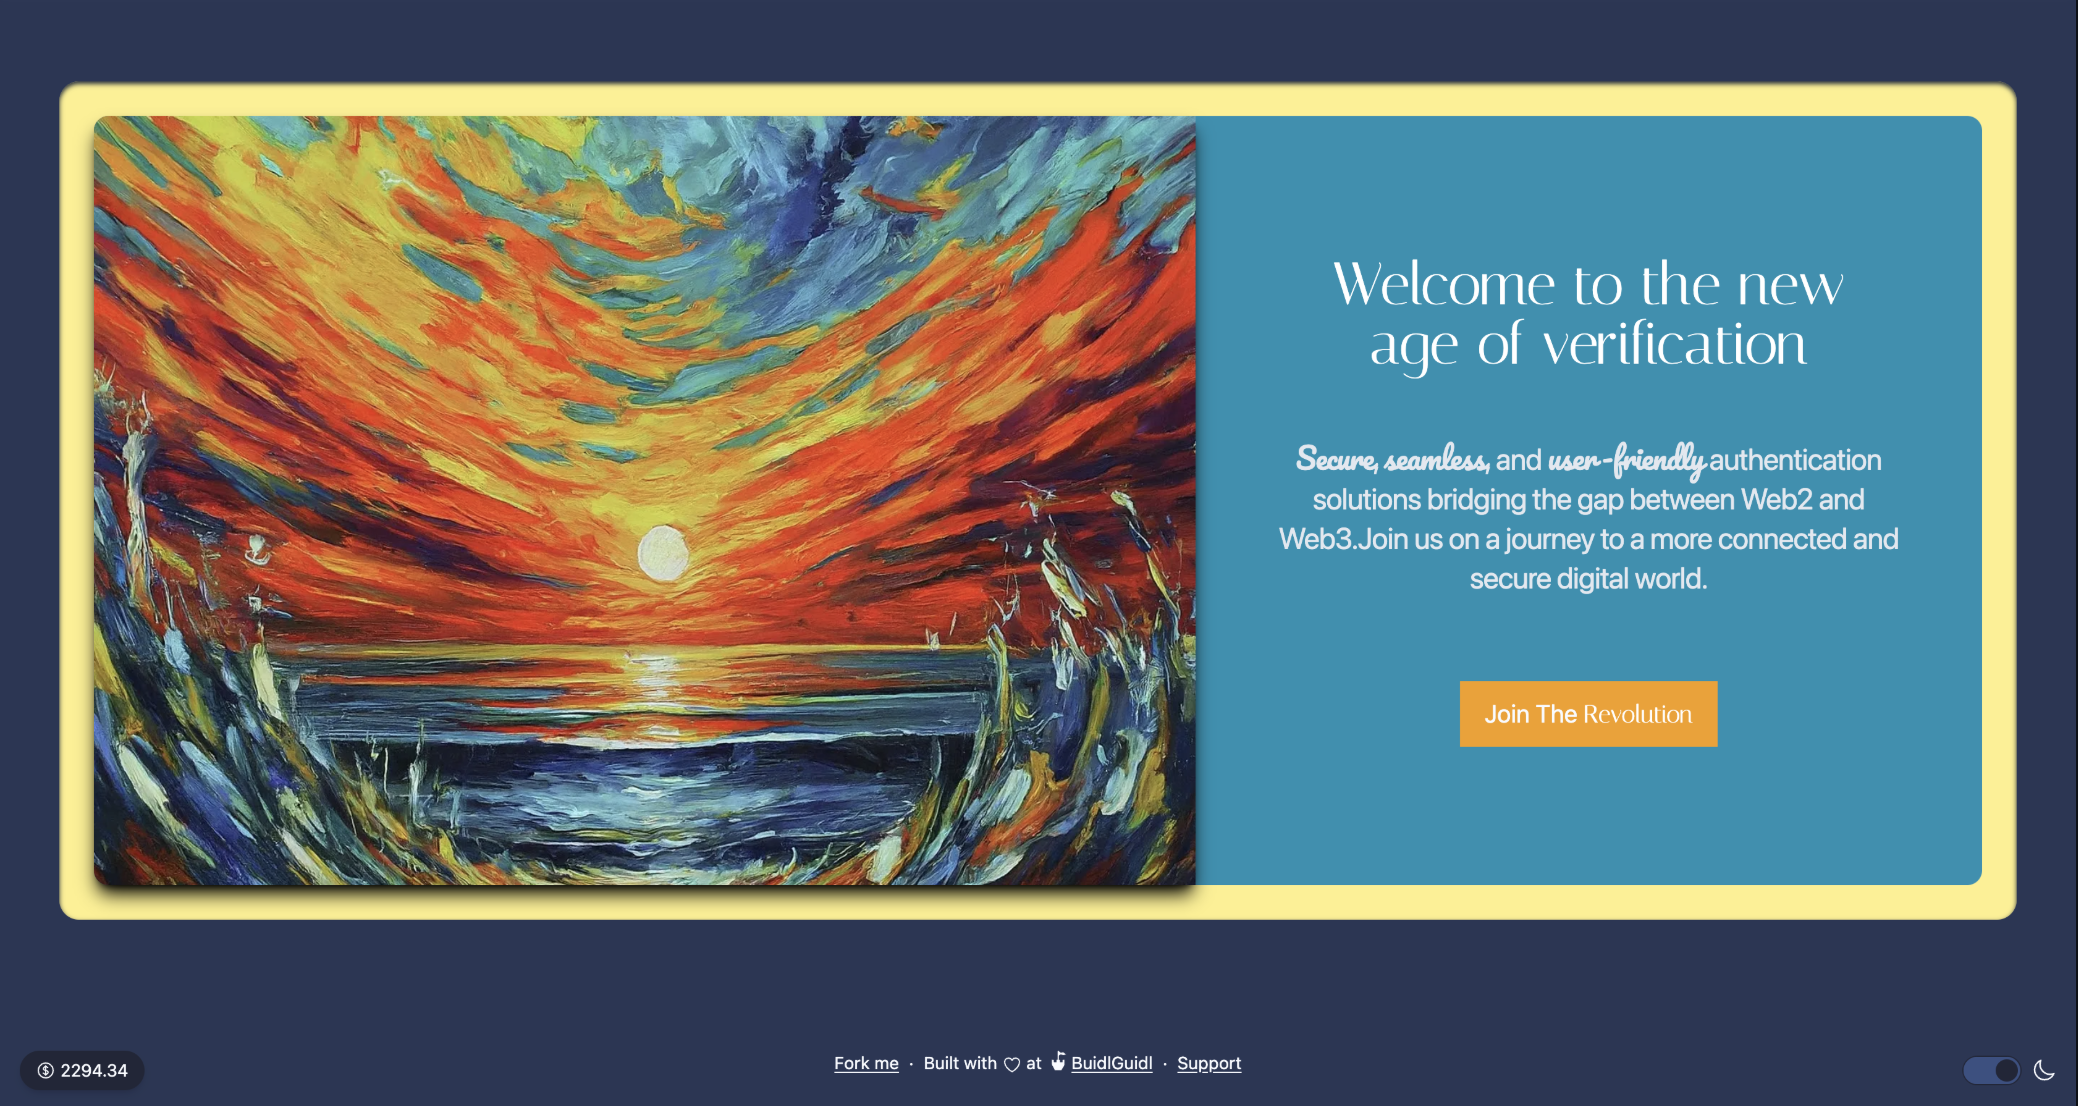 Welcome to the new
age of verification
Secure, seamless, and user-friendly authentication
solutions bridging the gap between Web2 and
Web3.Join us on a journey to a more connected and
secure digital world.
Join The Revolution
2294.34
Fork me · Built with ♡ at BuidlGuidl · Support